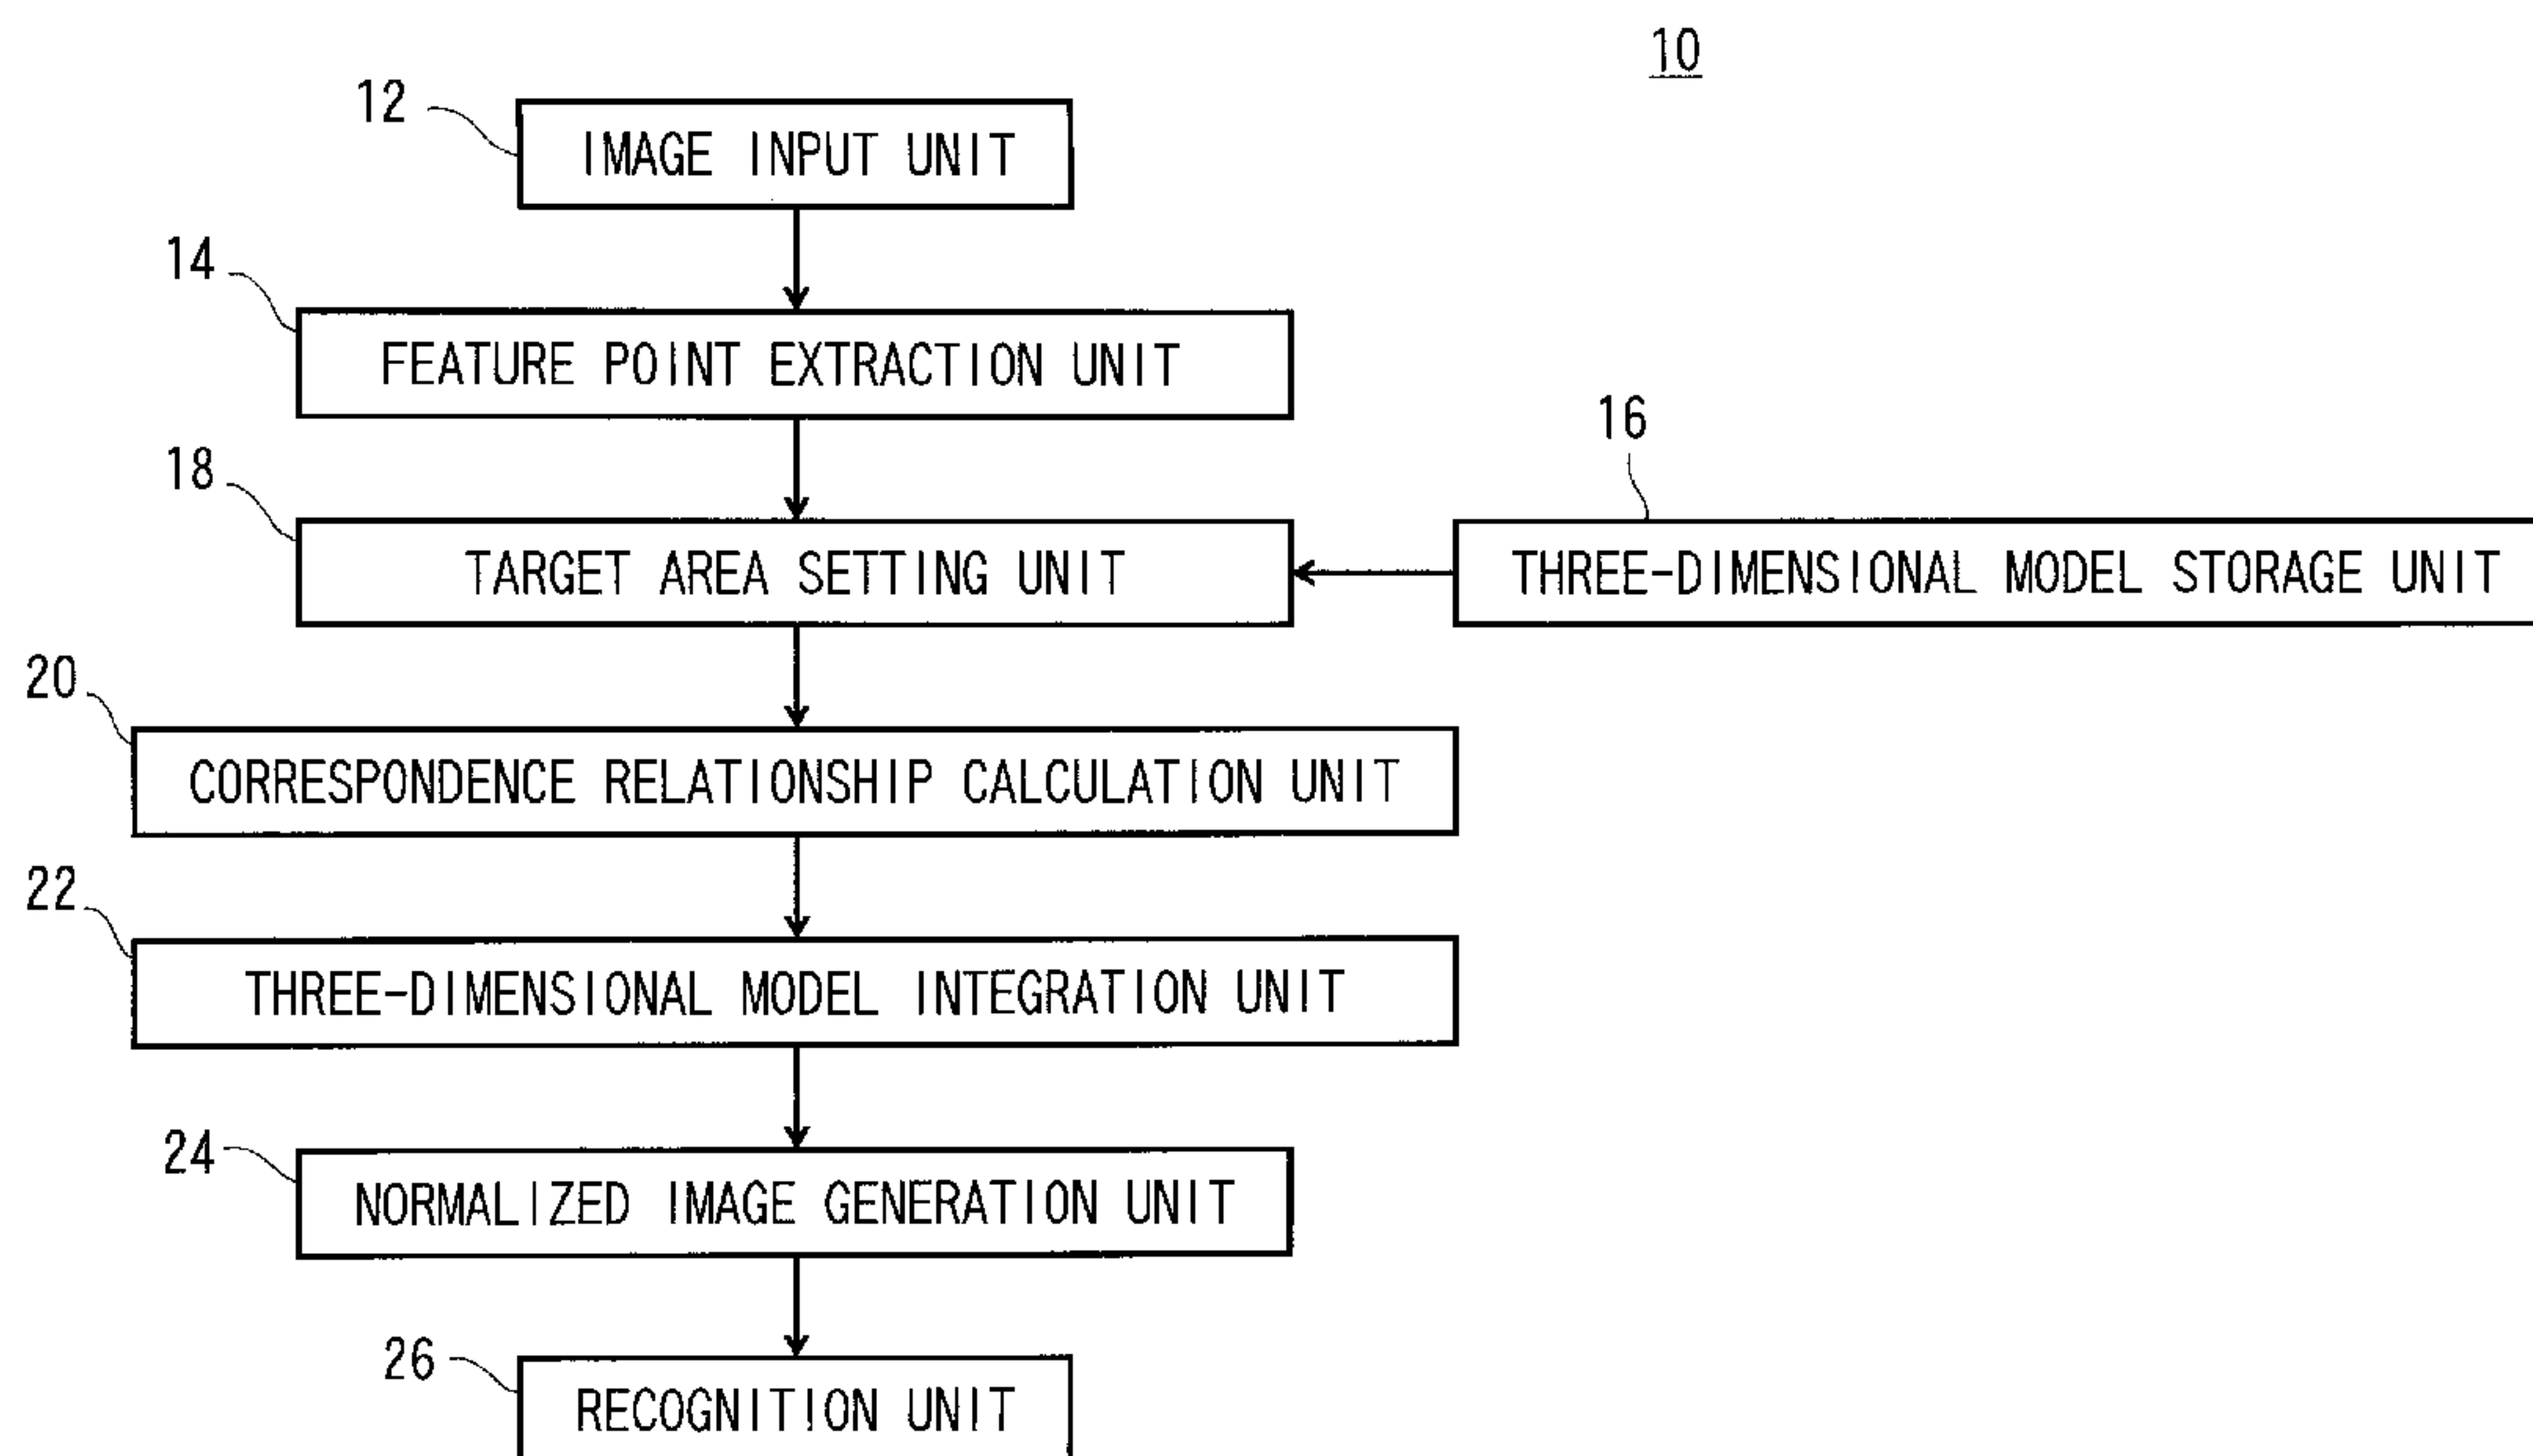 10
12
IMAGE INPUT UNIT
14
FEATURE POINT EXTRACTION UNIT
16
18
TARGET AREA SETTING UNIT
THREE-DIMENSIONAL MODEL STORAGE UNIT
20
CORRESPONDENCE RELATIONSHIP CALCULATION UNIT
22
THREE-DIMENSIONAL MODEL INTEGRATION UNIT
24
NORMALIZED IMAGE GENERATION UNIT
26
RECOGNITION UNIT